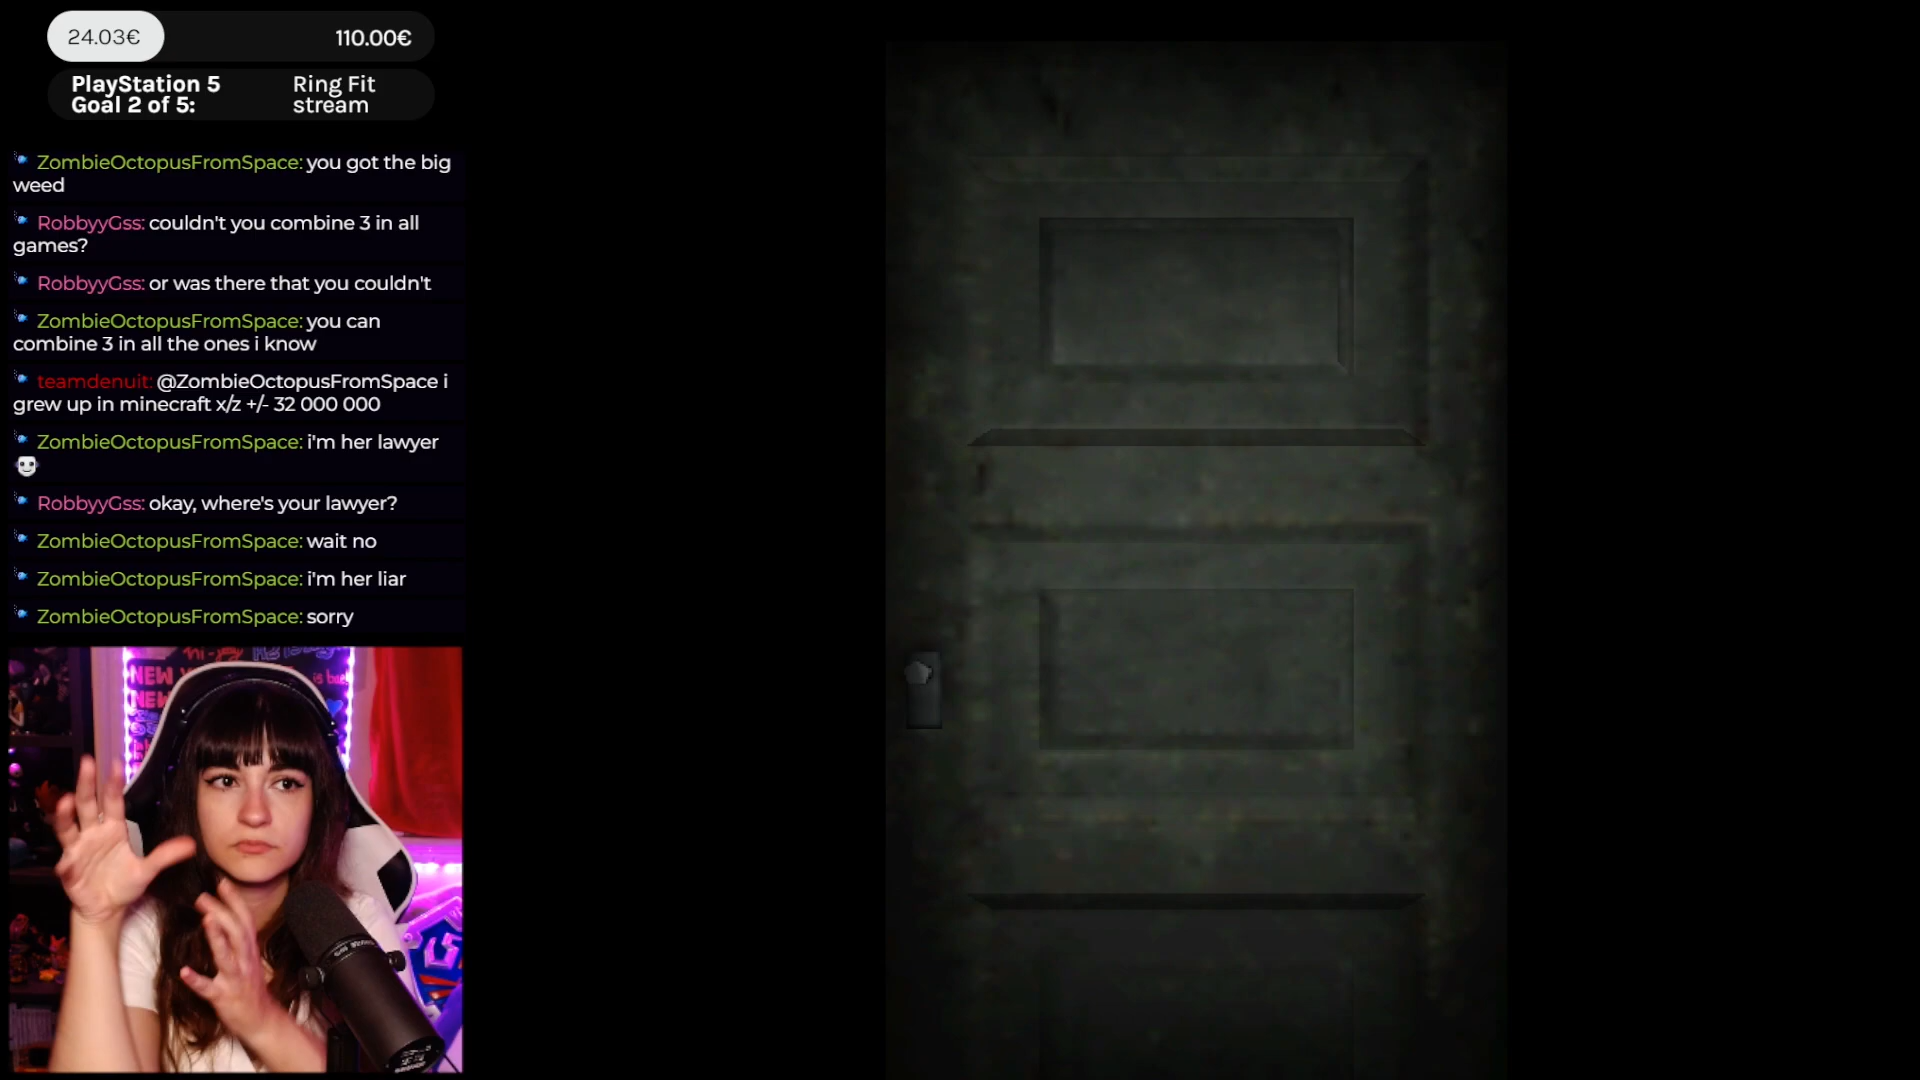 24.03€ 110.00€
PlayStation 5 Ring Fit
Goal 2 of 5: stream
ZombieOctopusFromSpace: you got the big
weed
RobbyyGss: couldn't you combine 3 in all
games?
RobbyyGss: or was there that you couldn't
ZombieOctopusFromSpace: you can
combine 3 in all the ones i know
teamdenuit: @ZombieOctopusFromSpace i
grew up in minecraft x/z +/- 32 000 000
ZombieOctopusFromSpace: i'm her lawyer
RobbyyGss: okay, where's your lawyer?
ZombieOctopusFromSpace: wait no
ZombieOctopusFromSpace: i'm her liar
ZombieOctopusFromSpace: sorry
NEW
NEW